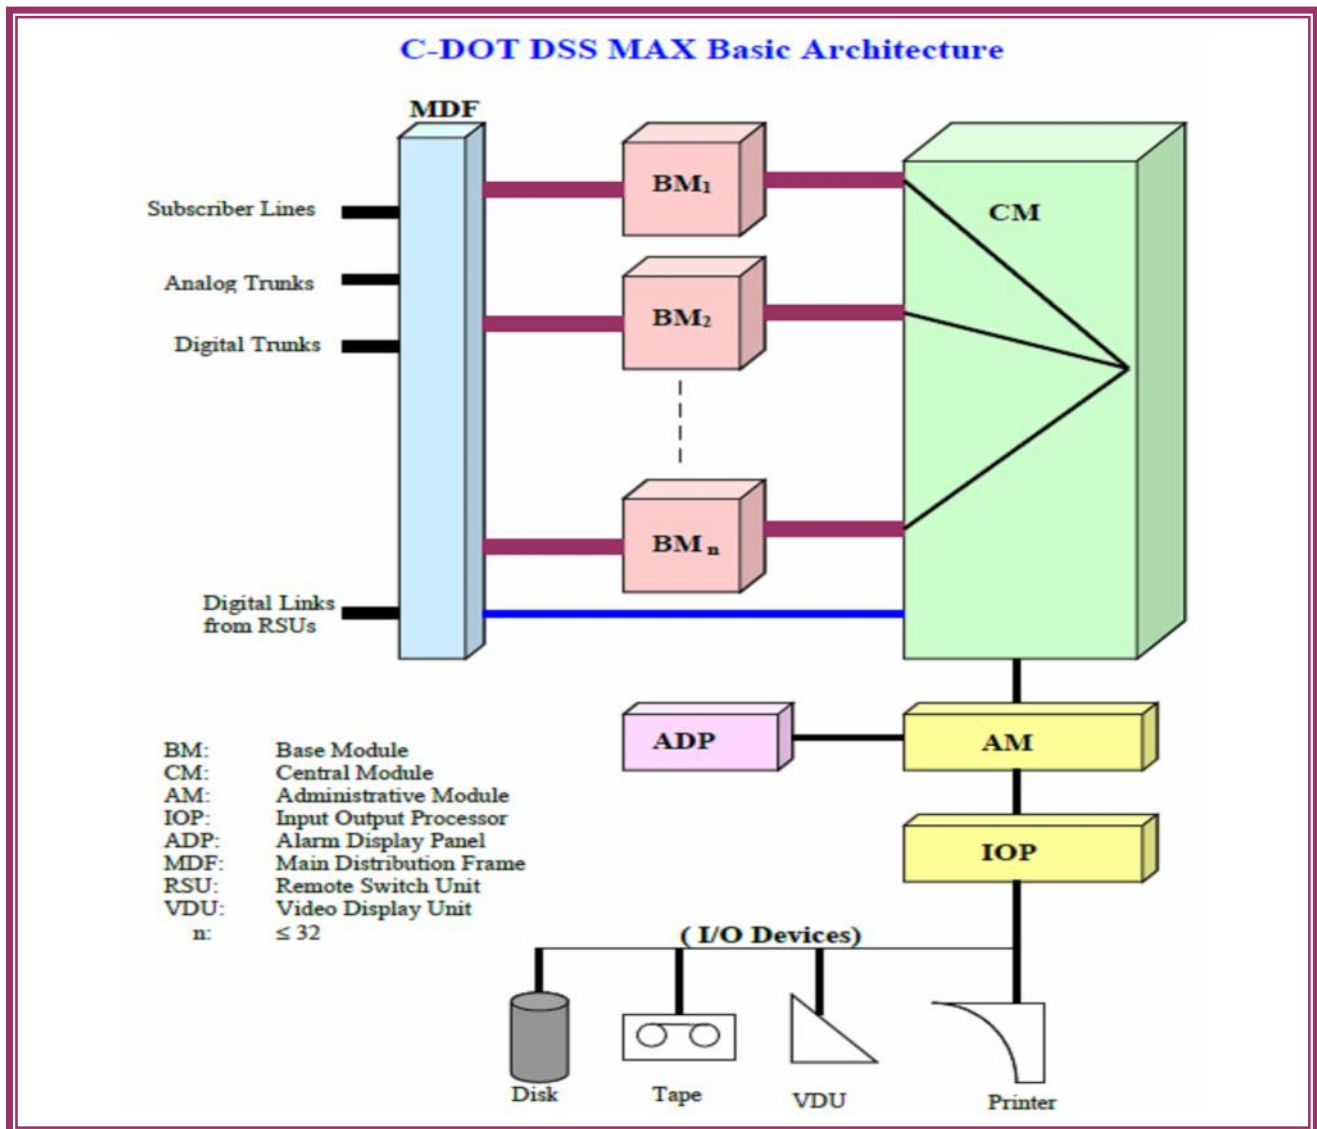 C-DOT DSS MAX Basic Architecture
MDF
BM₁
CM
Subscriber Lines
Analog Trunks
BM₂
Digital Trunks
BM n
Digital Links
from RSUs
ADP
AM
BM: Base Module
CM: Central Module
AM: Administrative Module
IOP: Input Output Processor
ADP: Alarm Display Panel
MDF: Main Distribution Frame
RSU: Remote Switch Unit
VDU: Video Display Unit
n: ≤ 32
IOP
( I/O Devices)
Disk
Tape
VDU
Printer